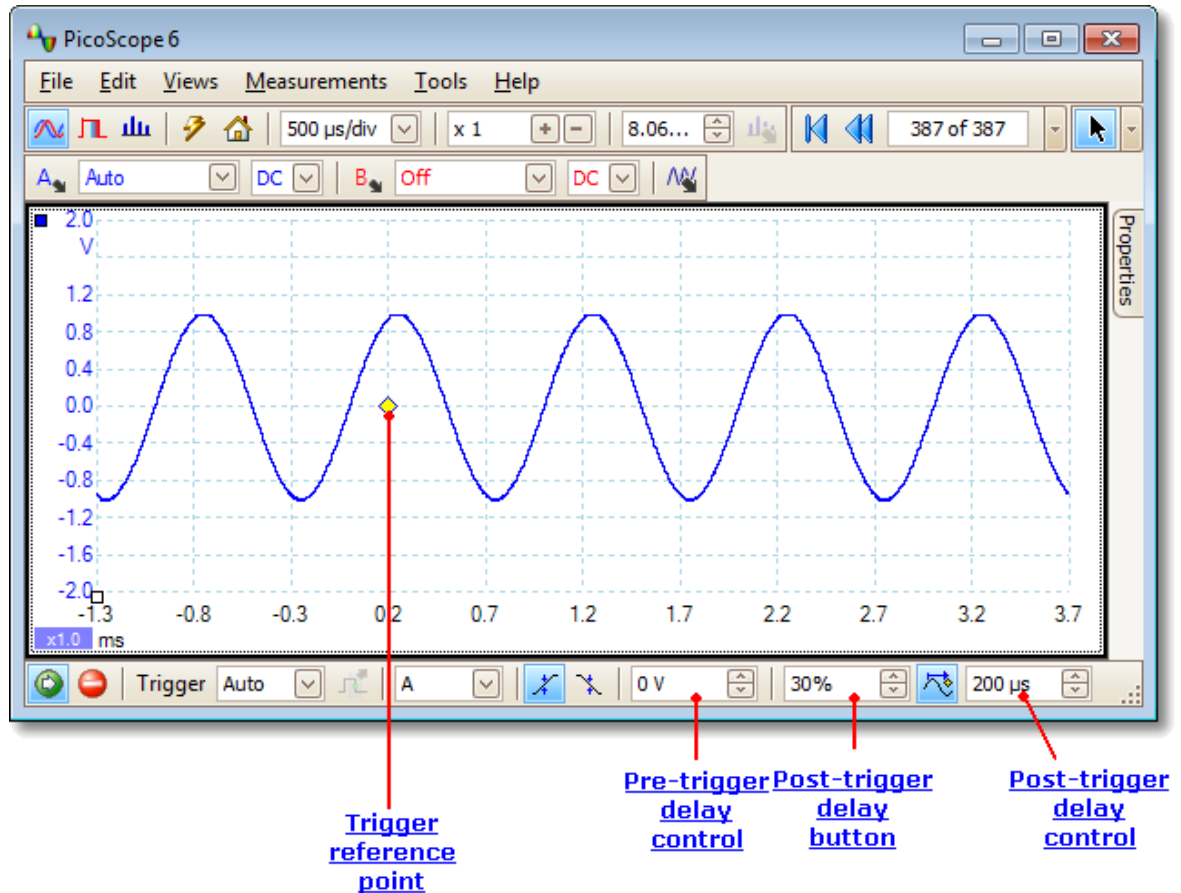 PicoScope 6
File Edit Views Measurements Tools Help
500 µs/div x 1 8.06... 387 of 387
A Auto DC B Off DC
2.0
V
1.2
0.8
0.4
0.0
-0.4
-0.8
-1.2
-1.6
-2.0
-1.3 -0.8 -0.3 0.2 0.7 1.2 1.7 2.2 2.7 3.2 3.7
x1.0 ms
Properties
Trigger Auto A 0 V 30% 200 µs
Trigger
reference
point
Pre-trigger
delay
control
Post-trigger
delay
button
Post-trigger
delay
control